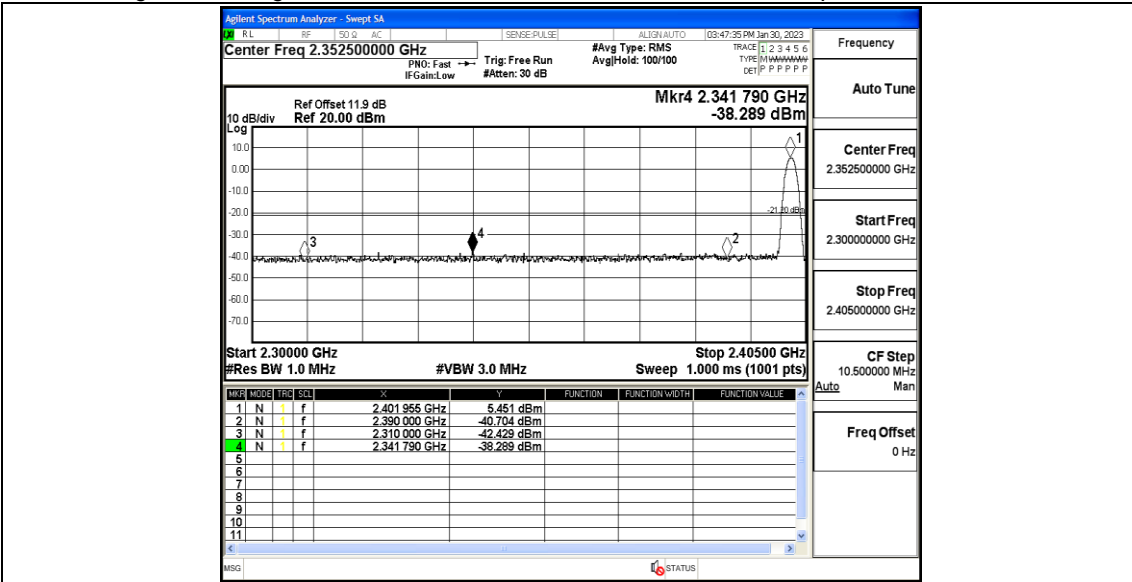 Agilent Spectrum Analyzer - Swept SA
RL RF 50 Ω AC SENSE:PULSE ALIGN AUTO 03:47:35 PM Jan 30, 2023
Center Freq 2.352500000 GHz
PNO: Fast Trig: Free Run
IFGain:Low #Atten: 30 dB
#Avg Type: RMS
Avg|Hold: 100/100
TRACE 1 2 3 4 5 6
TYPE M WWWWW
DET P P P P P P
Ref Offset 11.9 dB
10 dB/div Ref 20.00 dBm
Log
Mkr4 2.341 790 GHz
-38.289 dBm
10.0
0.00
-10.0
-20.0
-30.0
-40.0
-50.0
-60.0
-70.0
1
-21.20 dBm
2
3
4
Start 2.30000 GHz Stop 2.40500 GHz
#Res BW 1.0 MHz #VBW 3.0 MHz Sweep 1.000 ms (1001 pts)
MKR MODE TRC SCL X Y FUNCTION FUNCTION WIDTH FUNCTION VALUE
1 N 1 f 2.401 955 GHz 5.451 dBm
2 N 1 f 2.390 000 GHz -40.704 dBm
3 N 1 f 2.310 000 GHz -42.429 dBm
4 N 1 f 2.341 790 GHz -38.289 dBm
5
6
7
8
9
10
11
MSG STATUS
Frequency
Auto Tune
Center Freq
2.352500000 GHz
Start Freq
2.300000000 GHz
Stop Freq
2.405000000 GHz
CF Step
10.500000 MHz
Auto Man
Freq Offset
0 Hz